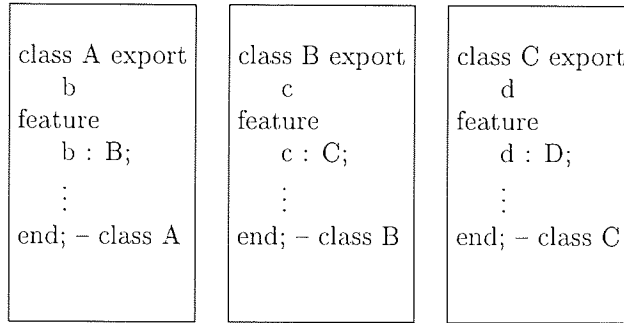 class A export
b
feature
b : B;
⋮
end; – class A
class B export
c
feature
c : C;
⋮
end; – class B
class C export
d
feature
d : D;
⋮
end; – class C